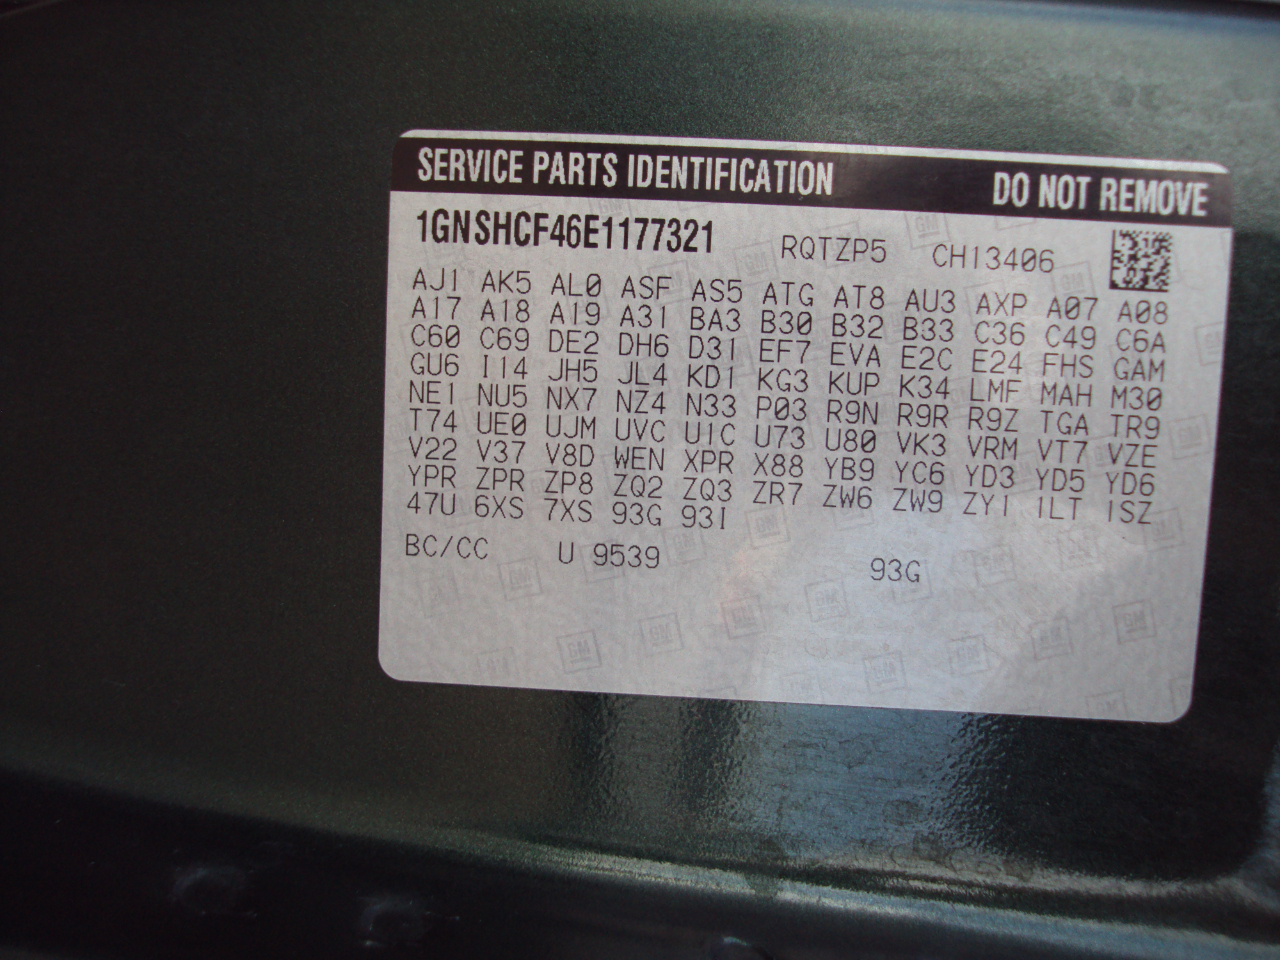 SERVICE PARTS IDENTIFICATION DO NOT REMOVE
1GNSHCF46E1177321 RQTZP5 CH13406
AJ1 AK5 AL0 ASF AS5 ATG AT8 AU3 AXP A07 A08
A17 A18 A19 A31 BA3 B30 B32 B33 C36 C49 C6A
C60 C69 DE2 DH6 D31 EF7 EVA E2C E24 FHS GAM
GU6 I14 JH5 JL4 KD1 KG3 KUP K34 LMF MAH M30
NE1 NU5 NX7 NZ4 N33 P03 R9N R9R R9Z TGA TR9
T74 UE0 UJM UVC U1C U73 U80 VK3 VRM VT7 VZE
V22 V37 V8D WEN XPR X88 YB9 YC6 YD3 YD5 YD6
YPR ZPR ZP8 ZQ2 ZQ3 ZR7 ZW6 ZW9 ZY1 1LT 1SZ
47U 6XS 7XS 93G 93I
BC/CC U 9539 93G